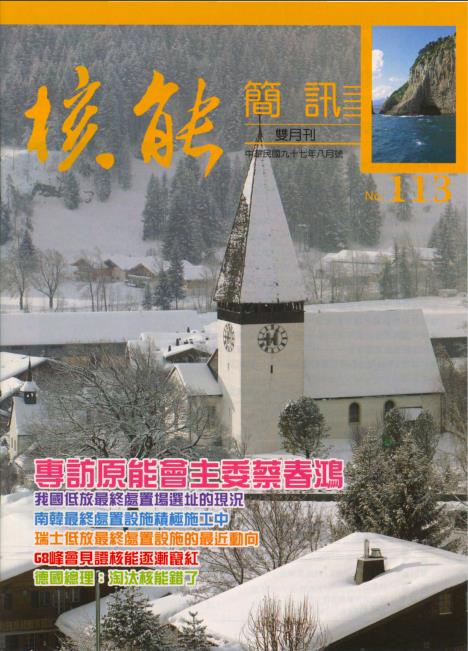 核能
簡訊
雙月刊
中華民國九十七年八月號
No.113
專訪原能會主委蔡春鴻
我國低放最終處置場選址的現況
南韓最終處置設施積極施工中
瑞士低放最終處置設施的最近動向
G8峰會見證核能逐漸竄紅
德國總理：淘汰核能錯了